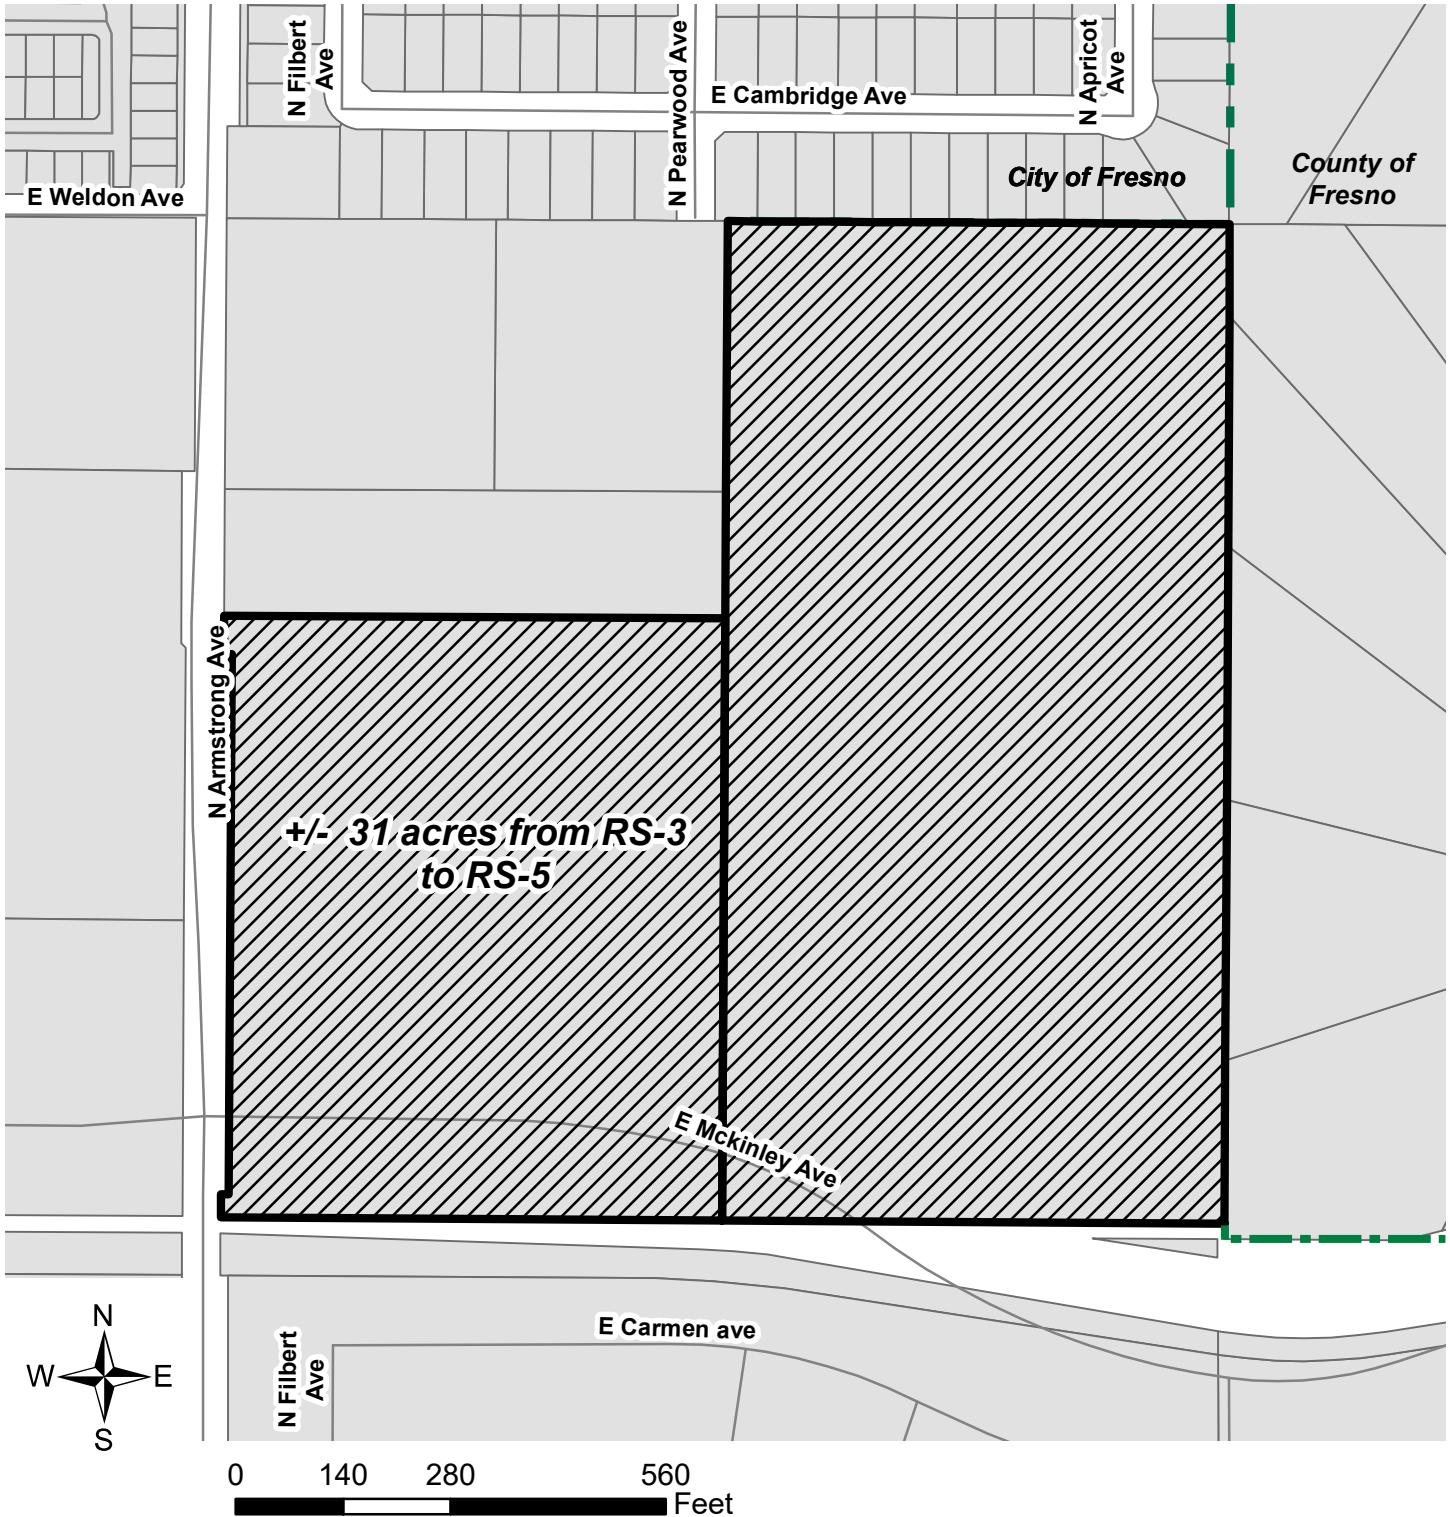 N Filbert
Ave
N Pearwood Ave
N Apricot
Ave
E Cambridge Ave
City of Fresno
County of
Fresno
E Weldon Ave
N Armstrong Ave
+/- 31 acres from RS-3
to RS-5
E Mckinley Ave
E Carmen ave
N Filbert
Ave
N
W E
S
0 140 280 560
Feet